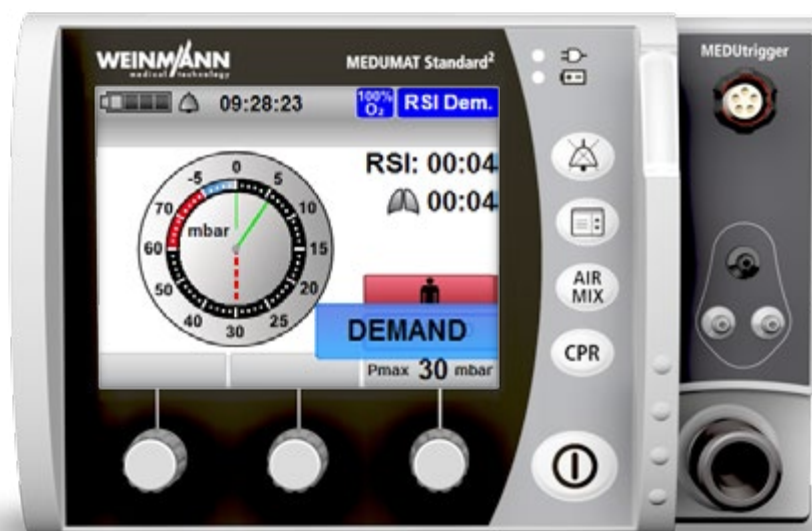 WEINMANN
medical technology
MEDUMAT Standard²
MEDUtrigger
09:28:23
100%
O₂
RSI Dem.
RSI: 00:04
00:04
-5 0 5
70 10
mbar
60 15
50 20
40 30 25
DEMAND
Pmax 30 mbar
AIR
MIX
CPR